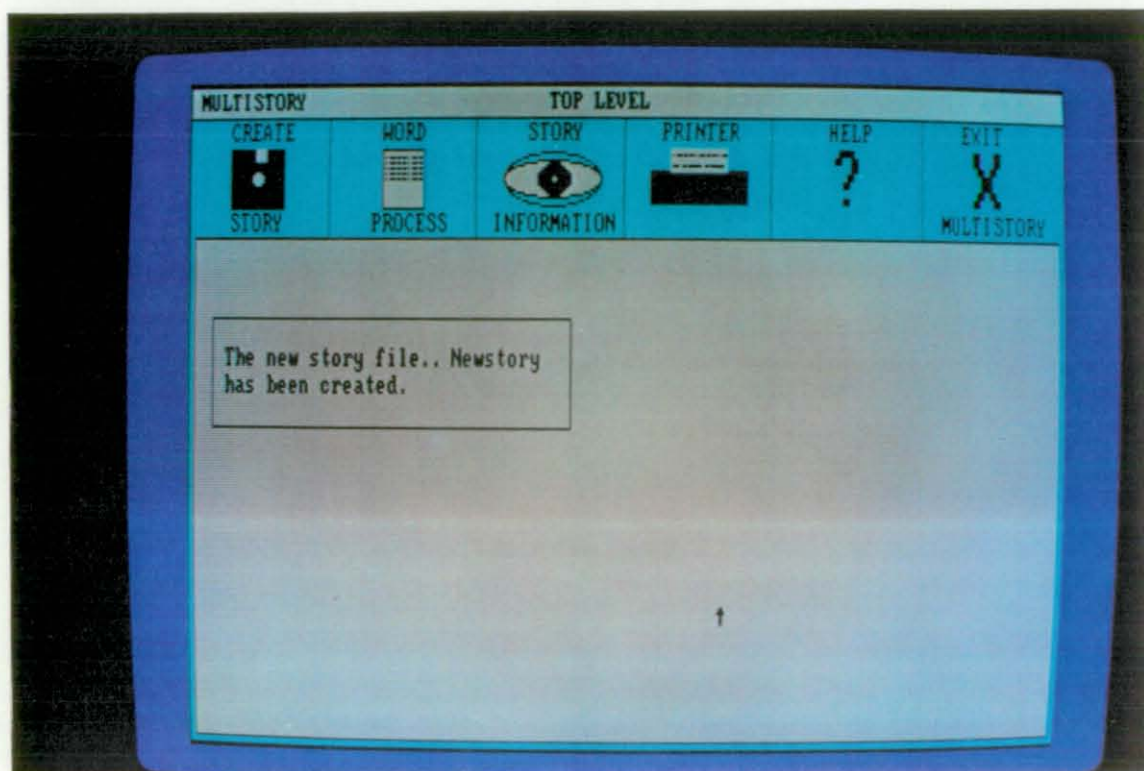 MULTISTORY TOP LEVEL
CREATE WORD STORY PRINTER HELP EXIT
?
X
STORY PROCESS INFORMATION MULTISTORY
The new story file.. Newstory
has been created.